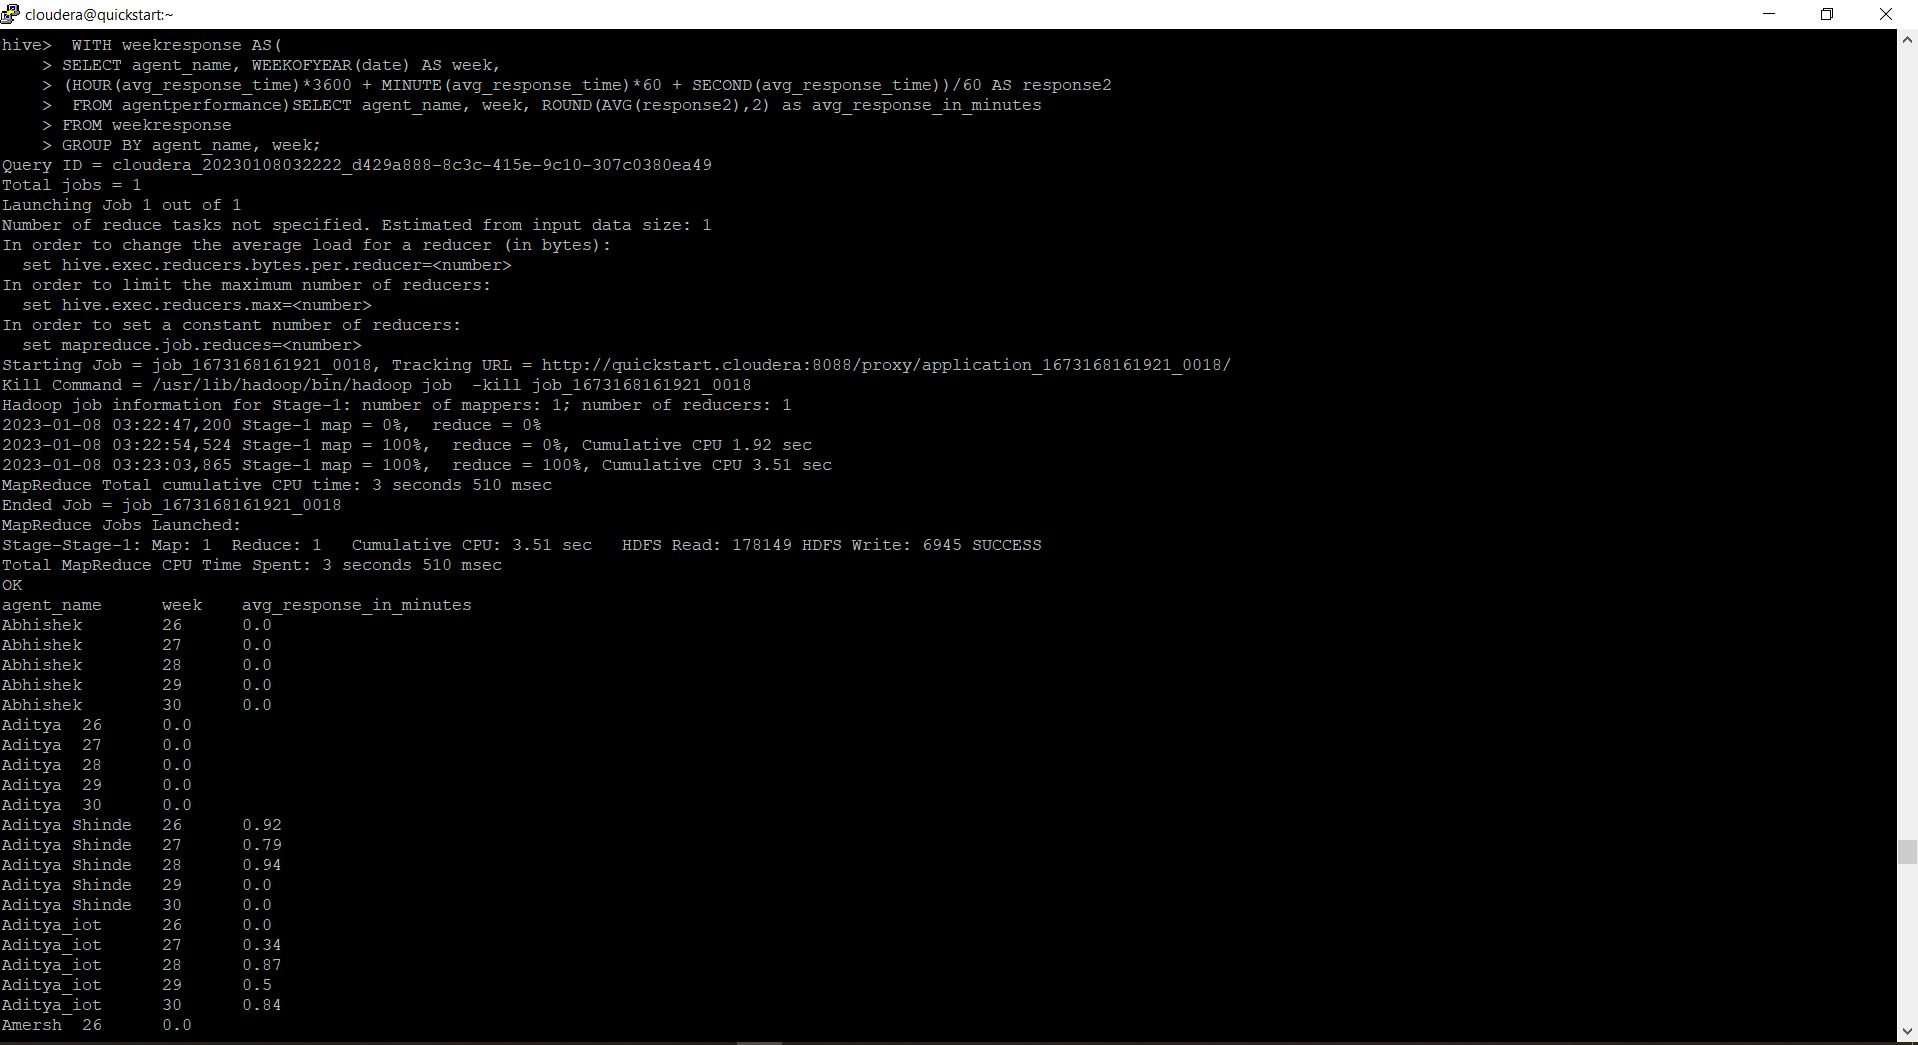 cloudera@quickstart:~
hive>  WITH weekresponse AS(
    > SELECT agent_name, WEEKOFYEAR(date) AS week,
    > (HOUR(avg_response_time)*3600 + MINUTE(avg_response_time)*60 + SECOND(avg_response_time))/60 AS response2
    >  FROM agentperformance)SELECT agent_name, week, ROUND(AVG(response2),2) as avg_response_in_minutes
    > FROM weekresponse
    > GROUP BY agent_name, week;
Query ID = cloudera_20230108032222_d429a888-8c3c-415e-9c10-307c0380ea49
Total jobs = 1
Launching Job 1 out of 1
Number of reduce tasks not specified. Estimated from input data size: 1
In order to change the average load for a reducer (in bytes):
  set hive.exec.reducers.bytes.per.reducer=<number>
In order to limit the maximum number of reducers:
  set hive.exec.reducers.max=<number>
In order to set a constant number of reducers:
  set mapreduce.job.reduces=<number>
Starting Job = job_1673168161921_0018, Tracking URL = http://quickstart.cloudera:8088/proxy/application_1673168161921_0018/
Kill Command = /usr/lib/hadoop/bin/hadoop job  -kill job_1673168161921_0018
Hadoop job information for Stage-1: number of mappers: 1; number of reducers: 1
2023-01-08 03:22:47,200 Stage-1 map = 0%,  reduce = 0%
2023-01-08 03:22:54,524 Stage-1 map = 100%,  reduce = 0%, Cumulative CPU 1.92 sec
2023-01-08 03:23:03,865 Stage-1 map = 100%,  reduce = 100%, Cumulative CPU 3.51 sec
MapReduce Total cumulative CPU time: 3 seconds 510 msec
Ended Job = job_1673168161921_0018
MapReduce Jobs Launched:
Stage-Stage-1: Map: 1  Reduce: 1   Cumulative CPU: 3.51 sec   HDFS Read: 178149 HDFS Write: 6945 SUCCESS
Total MapReduce CPU Time Spent: 3 seconds 510 msec
OK
agent_name      week    avg_response_in_minutes
Abhishek        26      0.0
Abhishek        27      0.0
Abhishek        28      0.0
Abhishek        29      0.0
Abhishek        30      0.0
Aditya  26      0.0
Aditya  27      0.0
Aditya  28      0.0
Aditya  29      0.0
Aditya  30      0.0
Aditya Shinde   26      0.92
Aditya Shinde   27      0.79
Aditya Shinde   28      0.94
Aditya Shinde   29      0.0
Aditya Shinde   30      0.0
Aditya_iot      26      0.0
Aditya_iot      27      0.34
Aditya_iot      28      0.87
Aditya_iot      29      0.5
Aditya_iot      30      0.84
Amersh  26      0.0